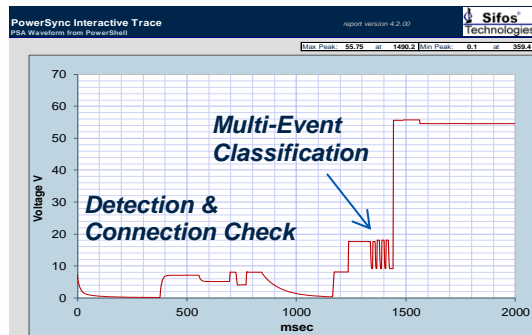 PowerSync Interactive Trace
PSA Waveform from PowerShell
report version 4.2.00
Sifos®
Technologies
Max Peak: 55.75 at 1490.2 Min Peak: 0.1 at 359.4
70
60
50
40
30
20
10
0
Voltage V
Multi-Event
Classification
Detection &
Connection Check
0 500 1000 1500 2000
msec